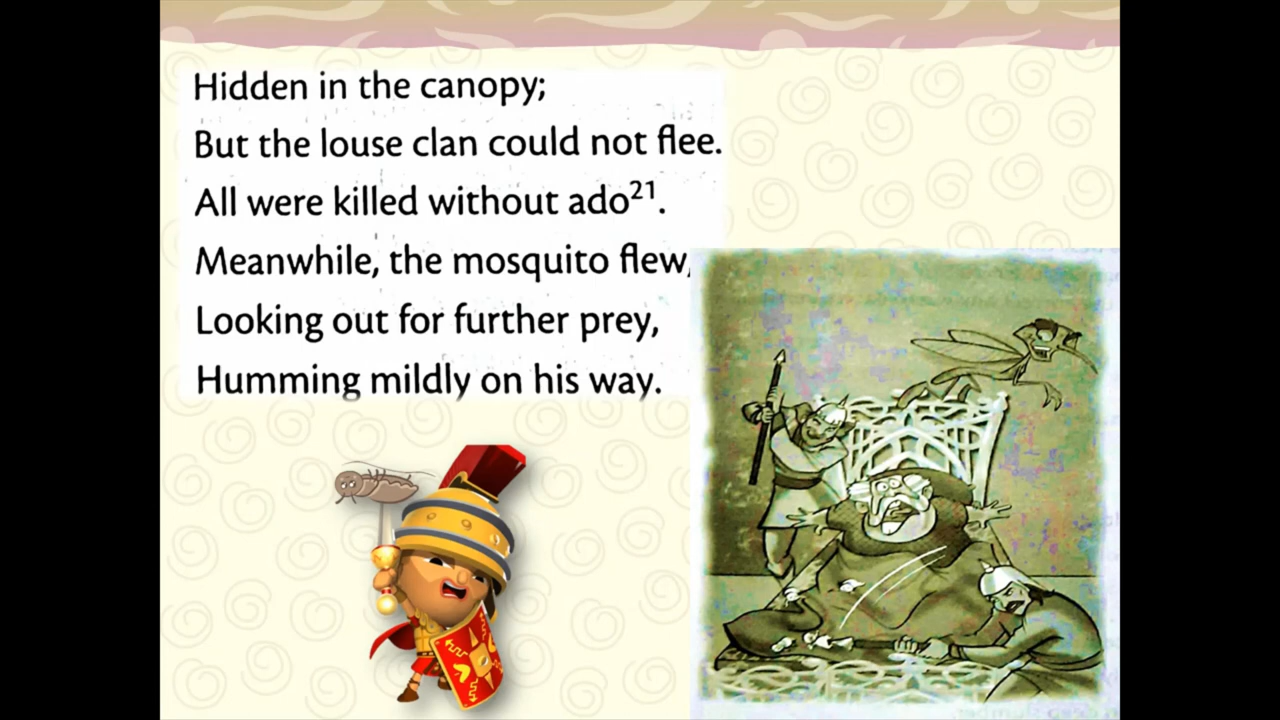 Hidden in the canopy;
But the louse clan could not flee.
All were killed without ado²¹.
Meanwhile, the mosquito flew,
Looking out for further prey,
Humming mildly on his way.